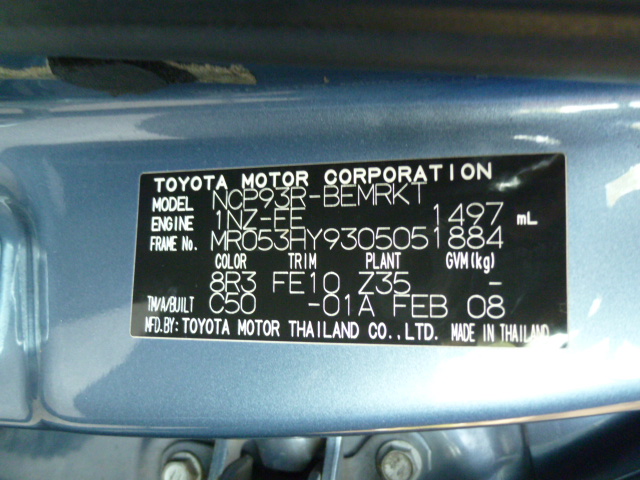 TOYOTA MOTOR CORPORATION
MODEL NCP93R-BEMRKT
ENGINE 1NZ-FE 1497 mL
FRAME No. MR053HY9305051884
COLOR TRIM PLANT GVM(kg)
8R3 FE10 Z35 -
TM/A/BUILT C50 -01A FEB 08
MFD.BY: TOYOTA MOTOR THAILAND CO.,LTD. MADE IN THAILAND